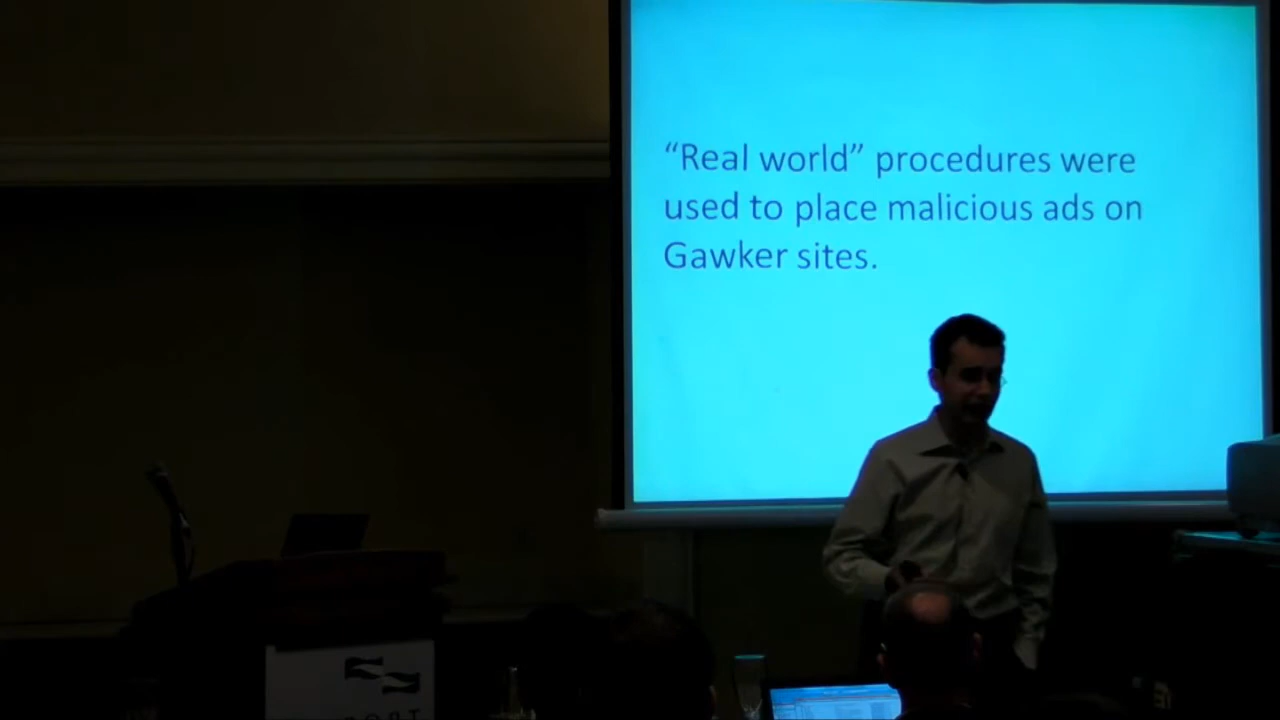 “Real world” procedures were
used to place malicious ads on
Gawker sites.